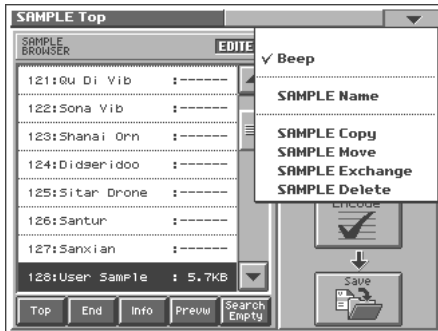 SAMPLE Top
SAMPLE
BROWSER
EDITE
121:Qu Di Vib :------
122:Sona Vib :------
123:Shanai Orn :------
124:Didgeridoo :------
125:Sitar Drone :------
126:Santur :------
127:Sanxian :------
128:User Sample : 5.7KB
Top
End
Info
Prevw
Search
Empty
✓ Beep
SAMPLE Name
SAMPLE Copy
SAMPLE Move
SAMPLE Exchange
SAMPLE Delete
Encode
Save